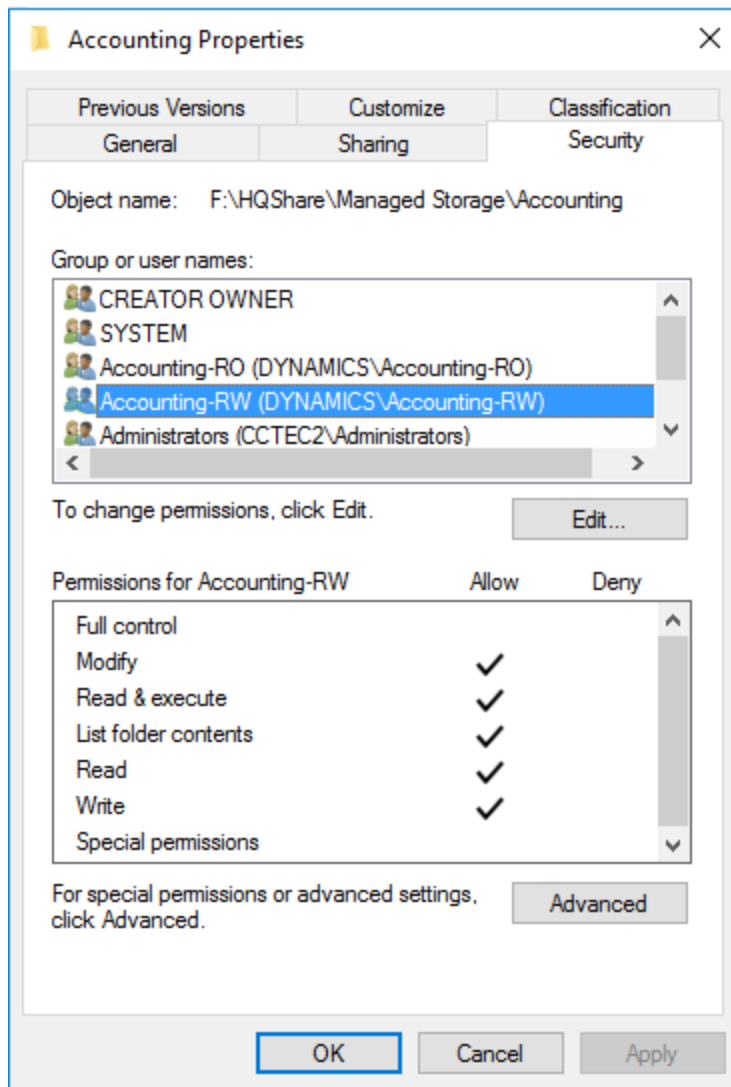 Accounting Properties
Previous Versions Customize Classification
General Sharing Security
Object name: F:\HQShare\Managed Storage\Accounting
Group or user names:
CREATOR OWNER
SYSTEM
Accounting-RO (DYNAMICS\Accounting-RO)
Accounting-RW (DYNAMICS\Accounting-RW)
Administrators (CCTEC2\Administrators)
To change permissions, click Edit.
Edit...
Permissions for Accounting-RW Allow Deny
Full control
Modify
Read & execute
List folder contents
Read
Write
Special permissions
For special permissions or advanced settings,
click Advanced.
Advanced
OK Cancel Apply